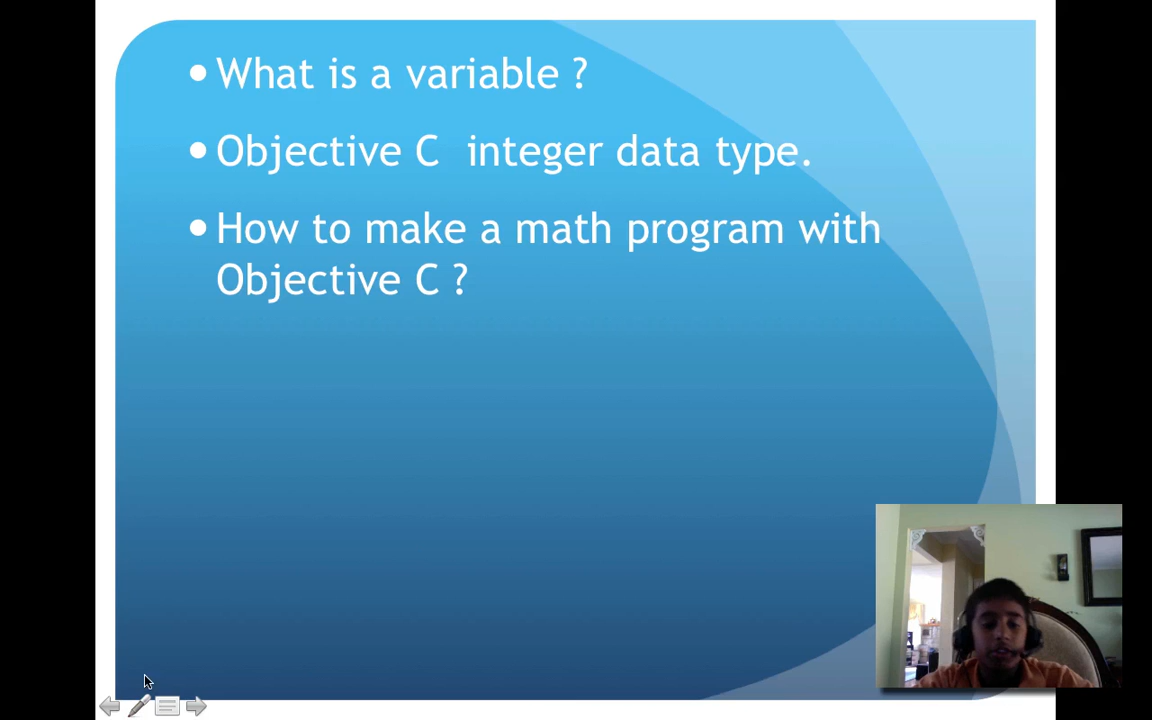 • What is a variable ?
• Objective C  integer data type.
• How to make a math program with
Objective C ?